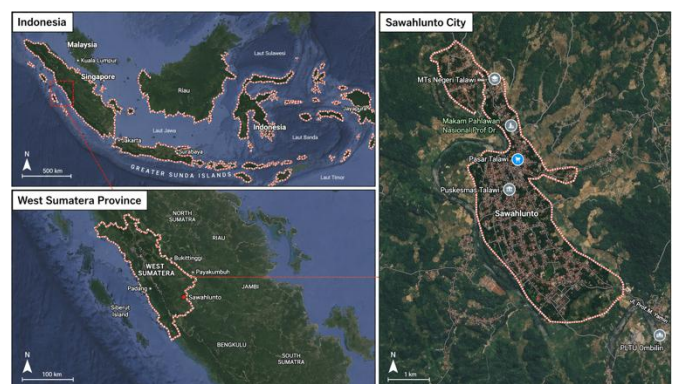 Indonesia
Malaysia
Kuala Lumpur
Singapore
Laut Sulawesi
Riau
Laut Jawa
Indonesia
Jakarta
Surabaya
Laut Banda
GREATER SUNDA ISLANDS
Laut Timor
N
500 km
West Sumatera Province
NORTH
SUMATRA
RIAU
Bukittinggi
WEST
SUMATERA
Payakumbuh
Padang
JAMBI
Sawahlunto
Siberut
Island
BENGKULU
SOUTH
SUMATRA
N
100 km
Sawahlunto City
MTs Negeri Talawi
Makam Pahlawan
Nasional Prof Dr
Pasar Talawi
Puskesmas Talawi
Sawahlunto
PLTU Ombilin
N
1 km